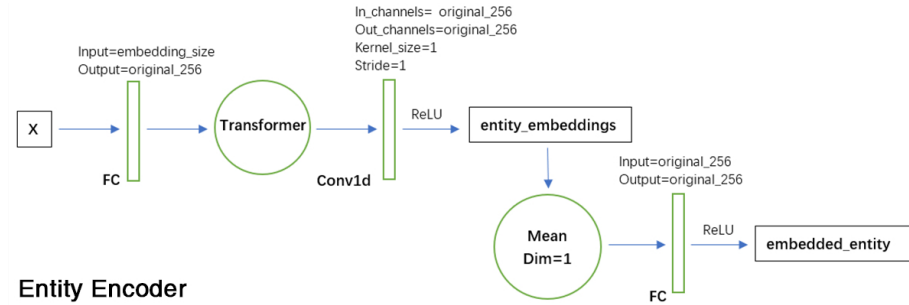 In_channels= original_256
Out_channels=original_256
Kernel_size=1
Stride=1
Input=embedding_size
Output=original_256
X
FC
Transformer
Conv1d
ReLU
entity_embeddings
Input=original_256
Output=original_256
Mean
Dim=1
FC
ReLU
embedded_entity
Entity Encoder